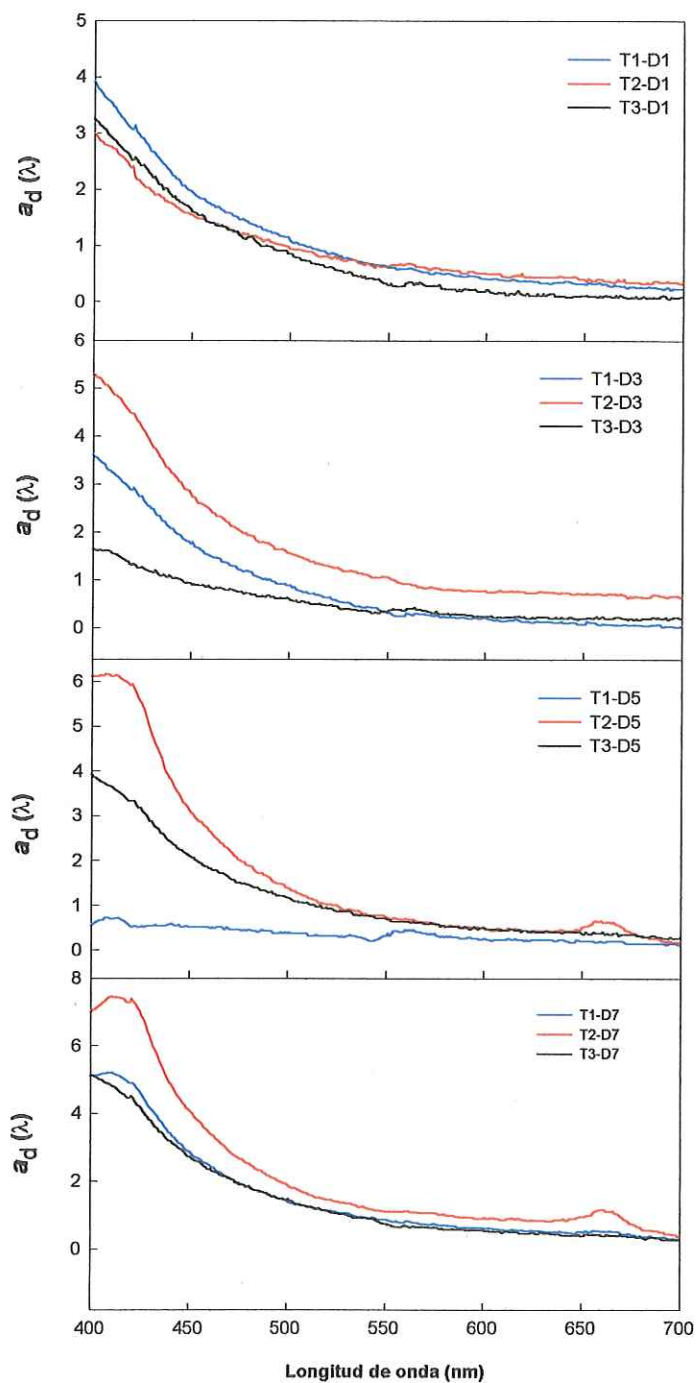 5
4
3
2
1
0
a_d (λ)
T1-D1
T2-D1
T3-D1
6
5
4
3
2
1
0
a_d (λ)
T1-D3
T2-D3
T3-D3
6
5
4
3
2
1
0
a_d (λ)
T1-D5
T2-D5
T3-D5
8
6
4
2
0
a_d (λ)
T1-D7
T2-D7
T3-D7
400 450 500 550 600 650 700
Longitud de onda (nm)